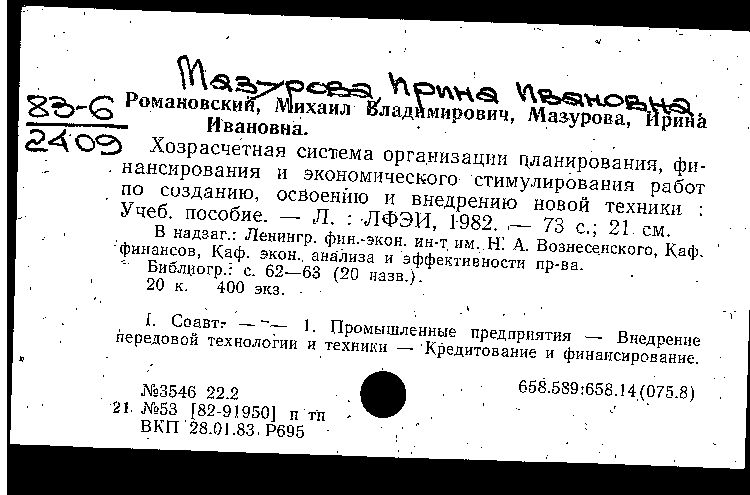 Мазурова, Ирина Ивановна.
83-6
2409
Романовский, Михаил Владимирович, Мазурова, Ирина
Ивановна.
Хозрасчетная система организации планирования, фи-
нансирования и экономического стимулирования работ
по созданию, освоению и внедрению новой техники :
Учеб. пособие. — Л. : ЛФЭИ, 1982. — 73 с.; 21 см.
В надзаг.: Ленингр. фин.-экон. ин-т им. Н. А. Вознесенского, Каф.
финансов, Каф. экон. анализа и эффективности пр-ва.
Библиогр.: с. 62—63 (20 назв.).
20 к. 400 экз.
I. Соавт. — — 1. Промышленные предприятия — Внедрение
передовой технологии и техники — Кредитование и финансирование.
№3546 22.2
658.589:658.14(075.8)
21 №53 [82-91950] п тп
ВКП 28.01.83 Р695